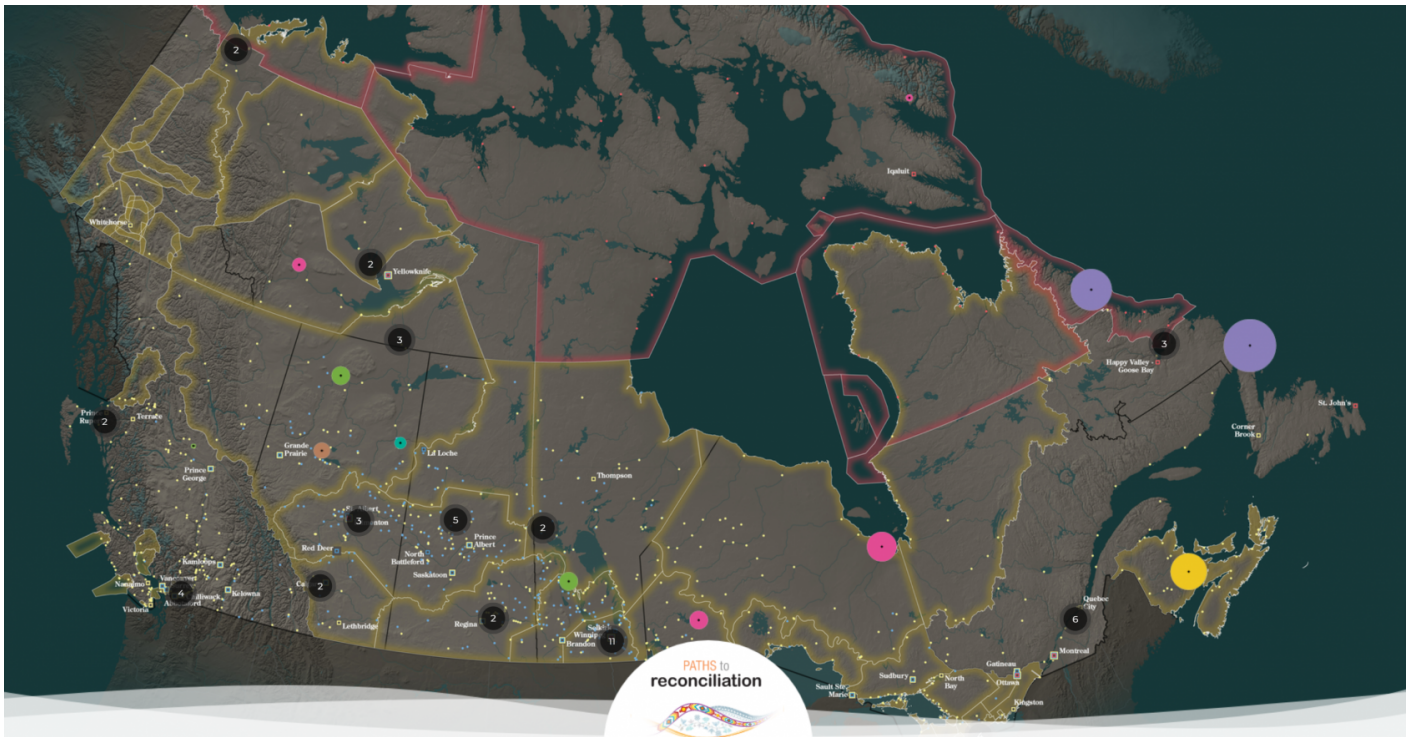 2
Iqaluit
Whitehorse
2
Yellowknife
3
3
Happy Valley -
Goose Bay
2
Terrace
St. John's
Corner
Brook
Grande
Prairie
La Loche
Prince
George
Thompson
3
5
2
Prince
Albert
Red Deer
North
Battleford
Saskatoon
Kamloops
Nanaimo
Vancouver
4
Kelowna
Victoria
2
Lethbridge
Regina
2
11
Brandon
6
Quebec
City
Montreal
Gatineau
Ottawa
Sudbury
North
Bay
Sault Ste.
Marie
Kingston
PATHS to
reconciliation